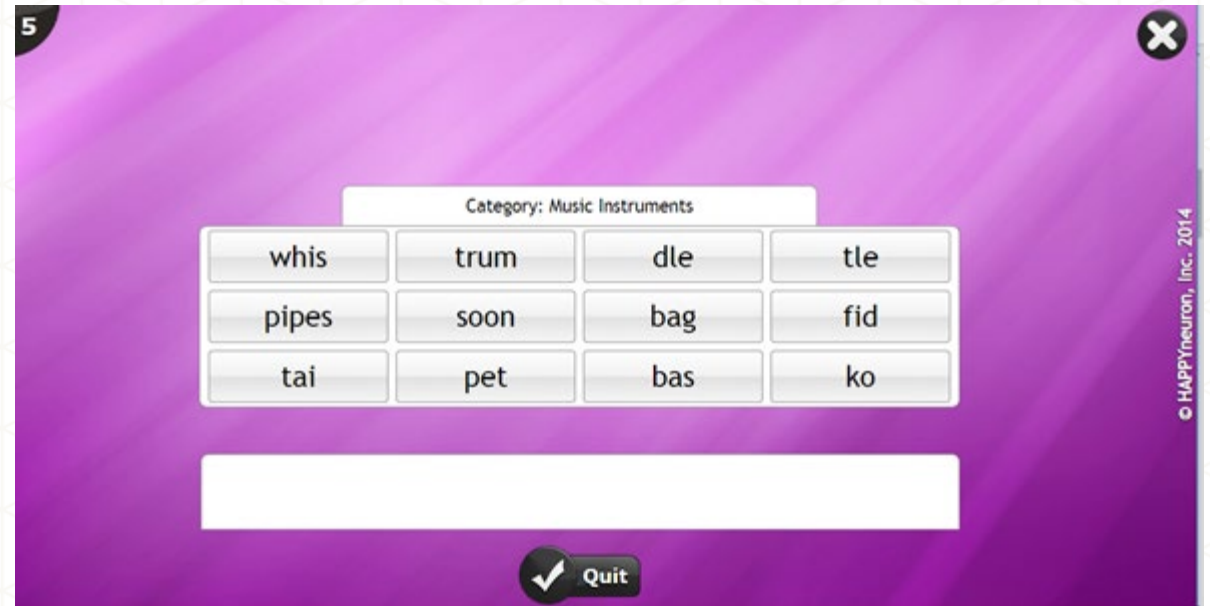 5
Category: Music Instruments
whis trum dle tle
pipes soon bag fid
tai pet bas ko
Quit
© HAPPYneuron, Inc. 2014